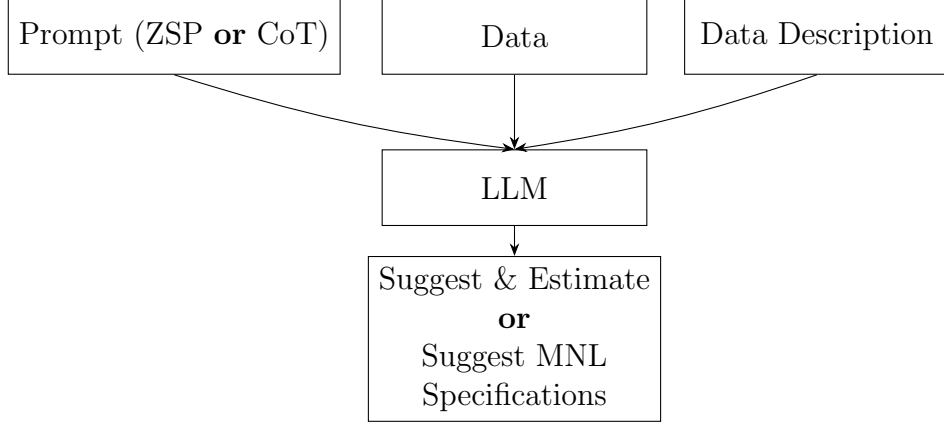 Prompt (ZSP or CoT)
Data
Data Description
LLM
Suggest & Estimate
or
Suggest MNL
Specifications